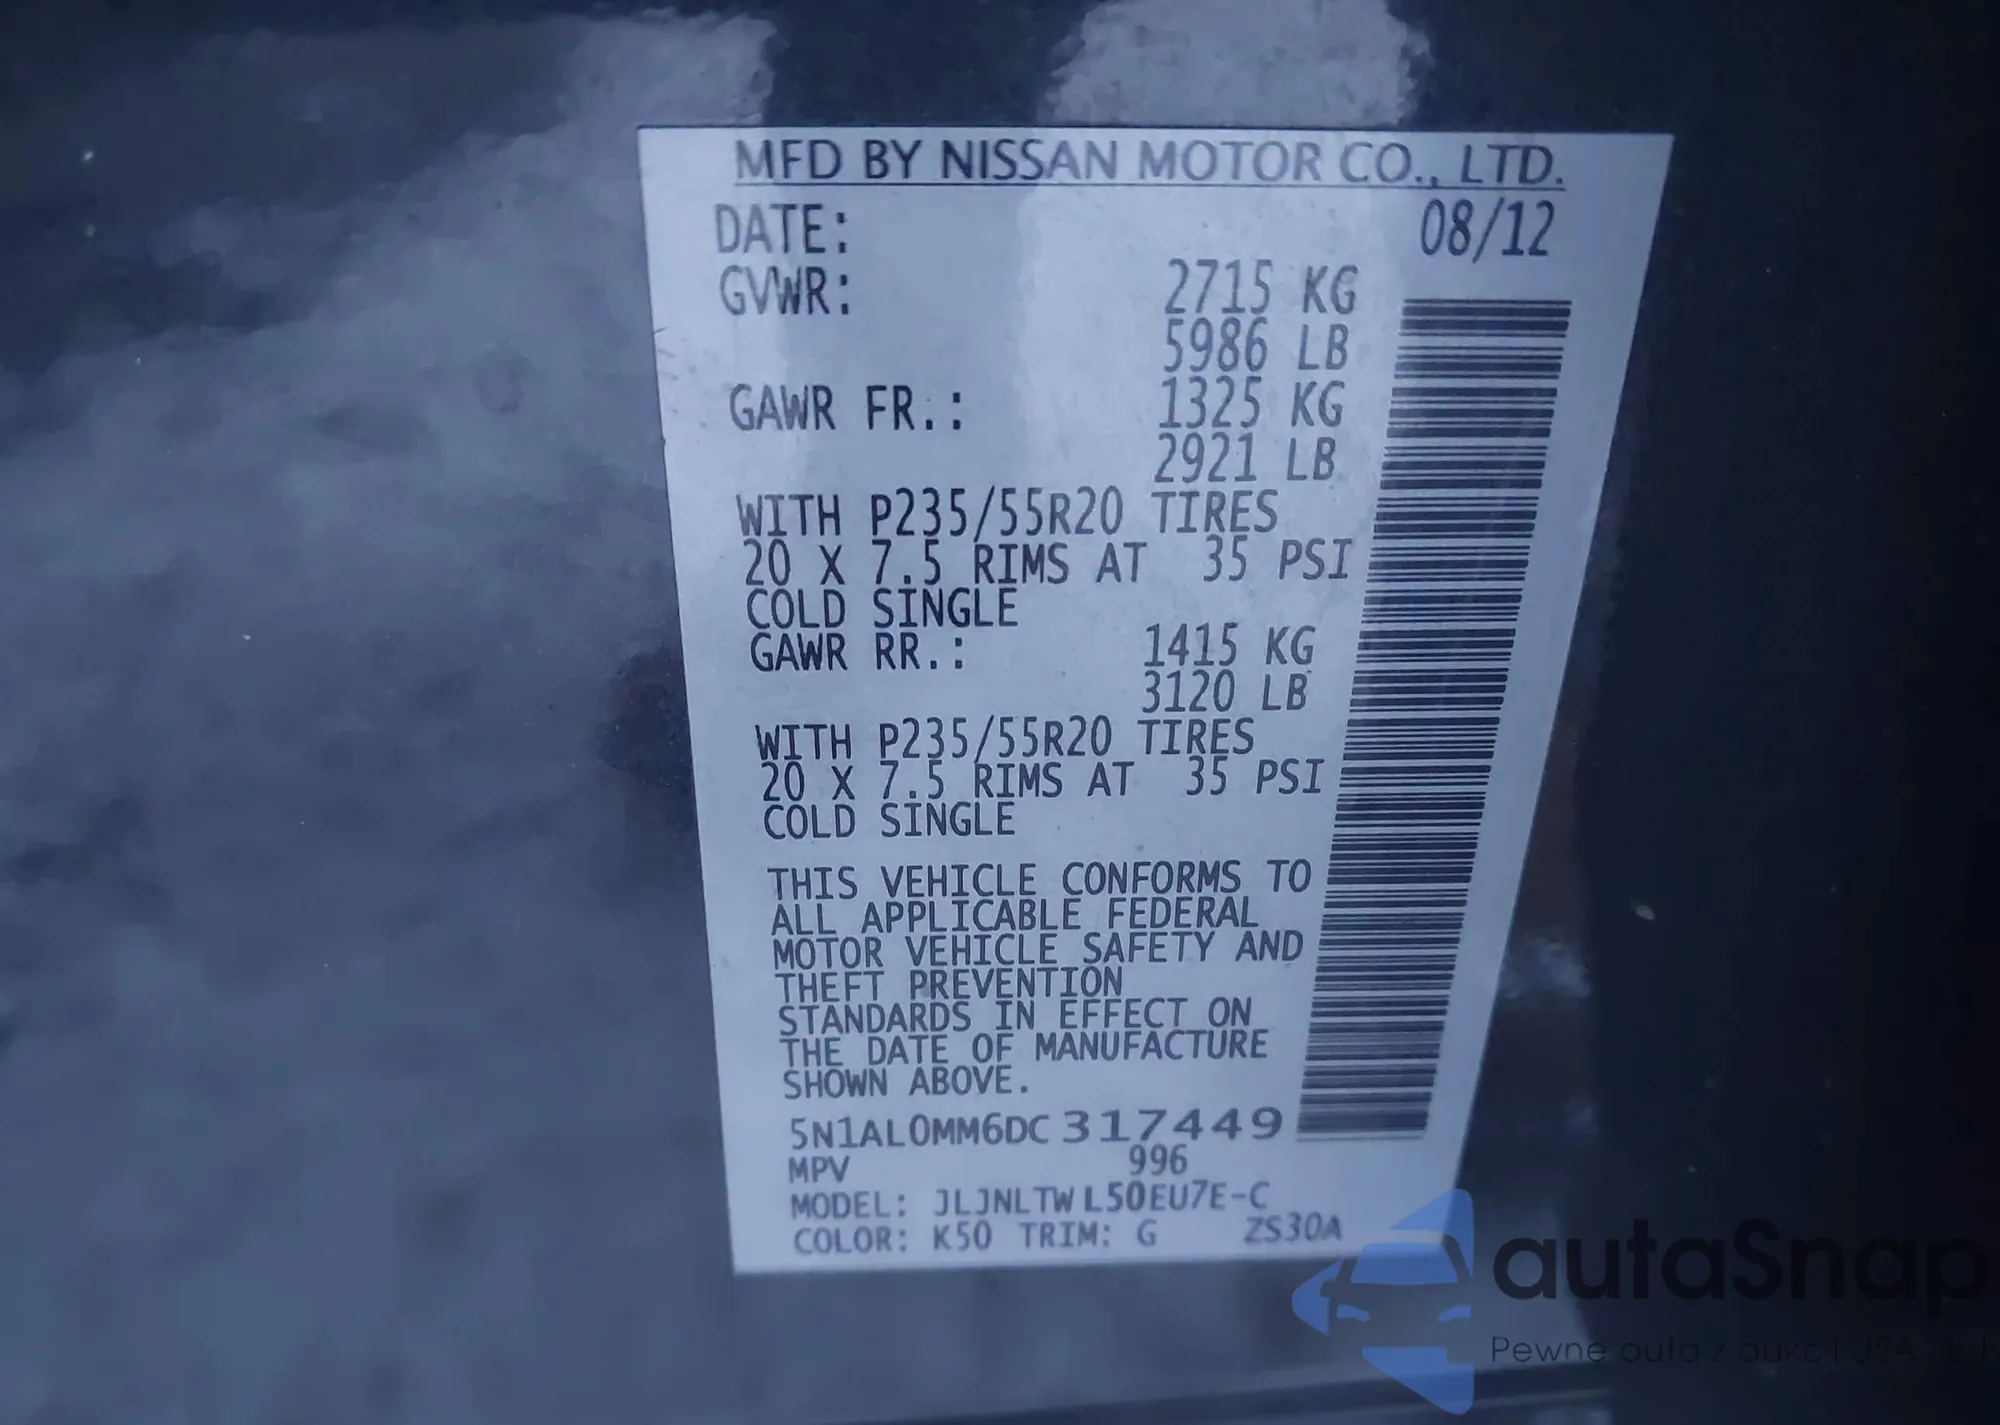 MFD BY NISSAN MOTOR CO., LTD.
DATE: 08/12
GVWR: 2715 KG
5986 LB
GAWR FR.: 1325 KG
2921 LB
WITH P235/55R20 TIRES
20 X 7.5 RIMS AT 35 PSI
COLD SINGLE
GAWR RR.: 1415 KG
3120 LB
WITH P235/55R20 TIRES
20 X 7.5 RIMS AT 35 PSI
COLD SINGLE
THIS VEHICLE CONFORMS TO
ALL APPLICABLE FEDERAL
MOTOR VEHICLE SAFETY AND
THEFT PREVENTION
STANDARDS IN EFFECT ON
THE DATE OF MANUFACTURE
SHOWN ABOVE.
5N1AL0MM6DC317449
MPV 996
MODEL: JLJNLTWL50EU7E-C
COLOR: K50 TRIM: G ZS30A
autaSnap
Pewne auta z aukcji USA